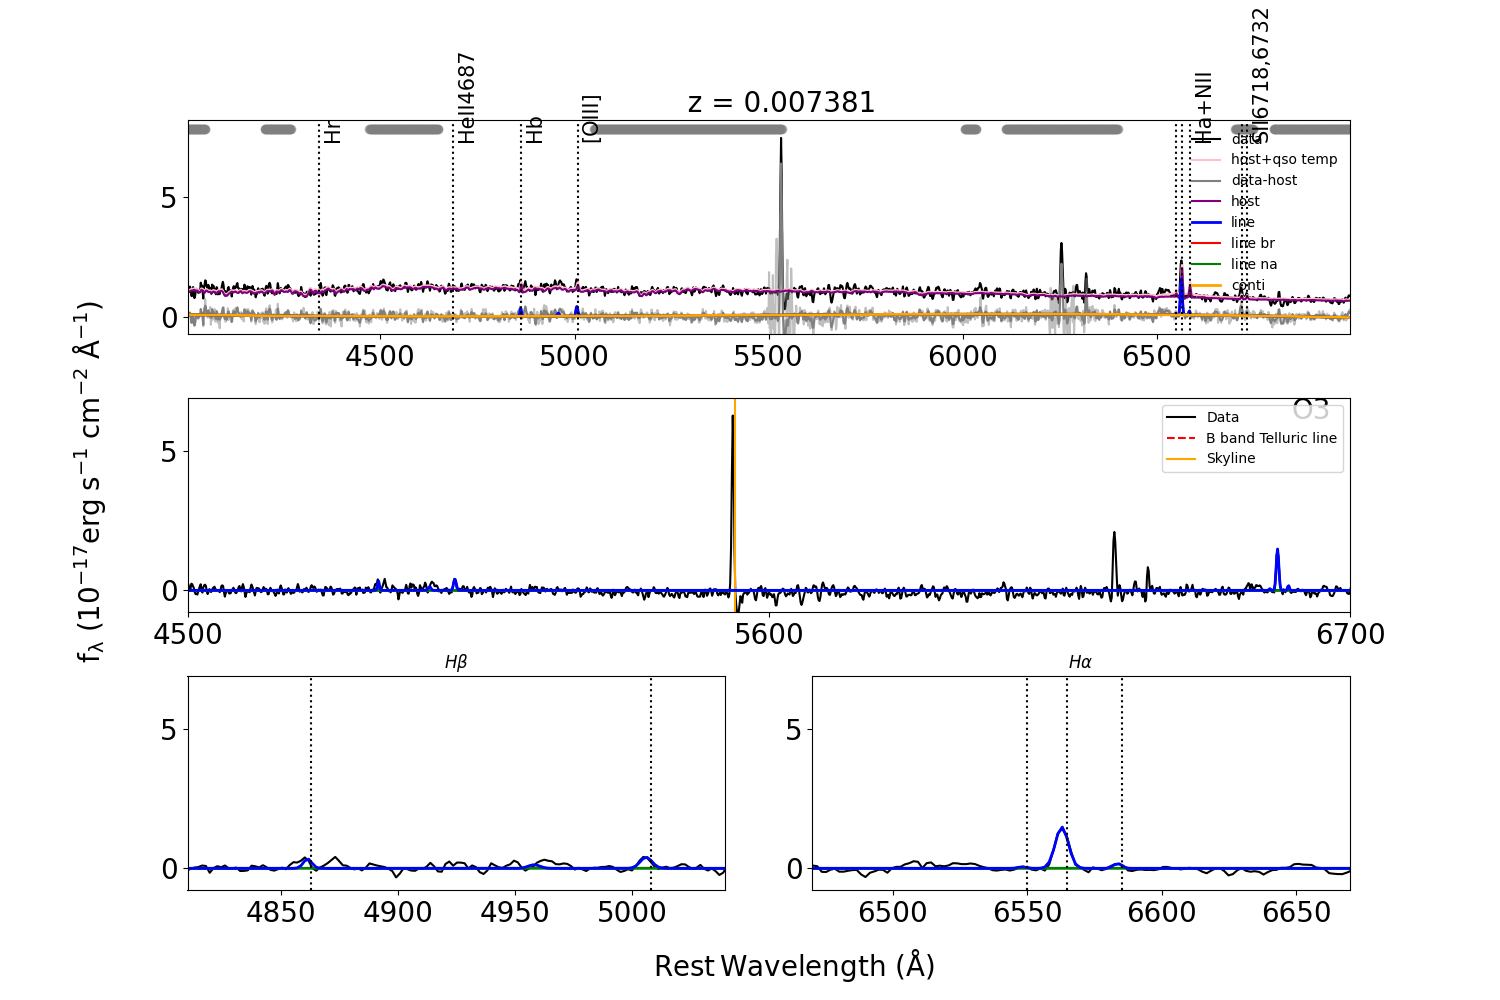 z = 0.007381
Hr
HeII4687
Hb
[OIII]
Ha+NII
SII6718,6732
data
host+qso temp
data-host
host
line
line br
line na
conti
5
0
4500 5000 5500 6000 6500
O3
Data
B band Telluric line
Skyline
5
0
4500 5600 6700
fλ (10⁻¹⁷erg s⁻¹ cm⁻² Å⁻¹)
Hβ
5
0
4850 4900 4950 5000
Hα
5
0
6500 6550 6600 6650
Rest Wavelength (Å)